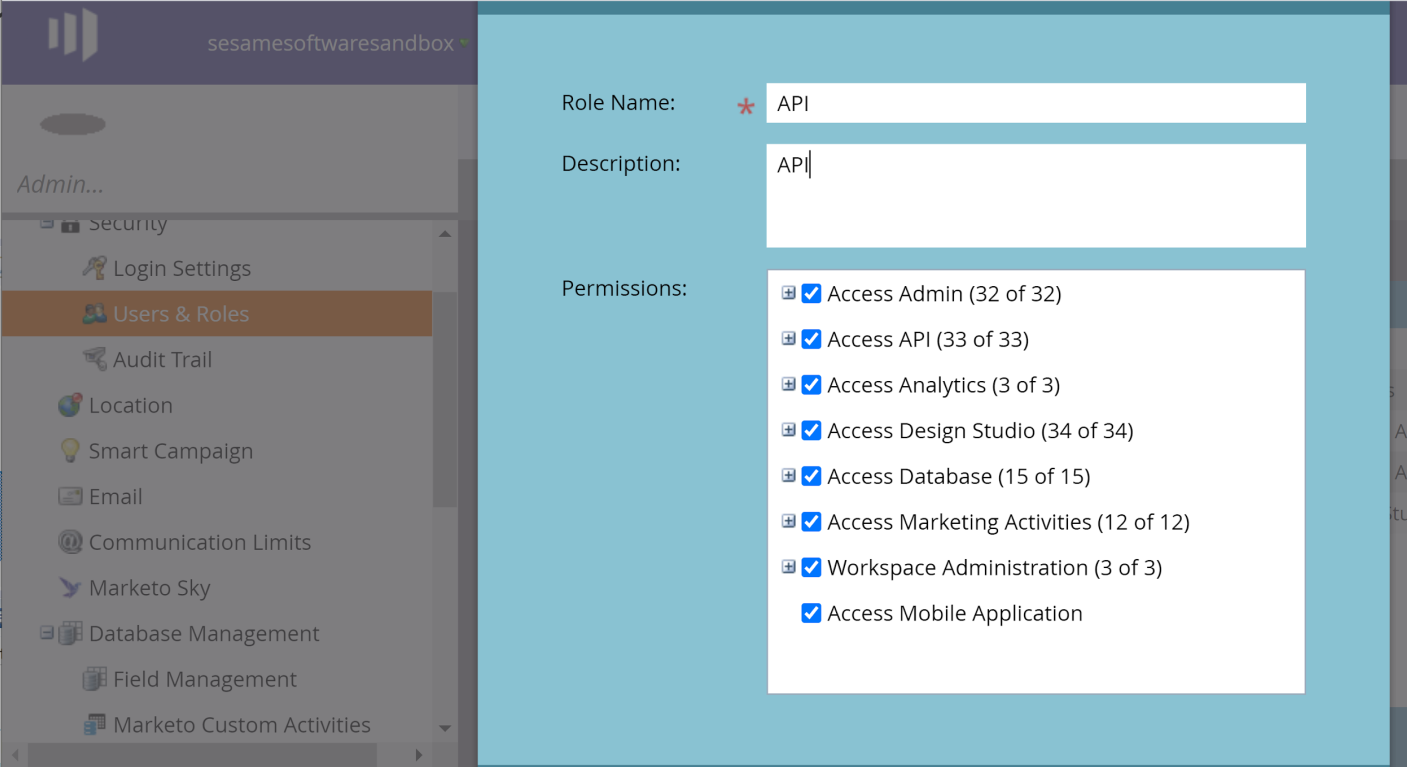 sesamesoftwaresandbox
Admin...
Security
Login Settings
Users & Roles
Audit Trail
Location
Smart Campaign
Email
Communication Limits
Marketo Sky
Database Management
Field Management
Marketo Custom Activities
Role Name: * API
Description: API
Permissions:
Access Admin (32 of 32)
Access API (33 of 33)
Access Analytics (3 of 3)
Access Design Studio (34 of 34)
Access Database (15 of 15)
Access Marketing Activities (12 of 12)
Workspace Administration (3 of 3)
Access Mobile Application